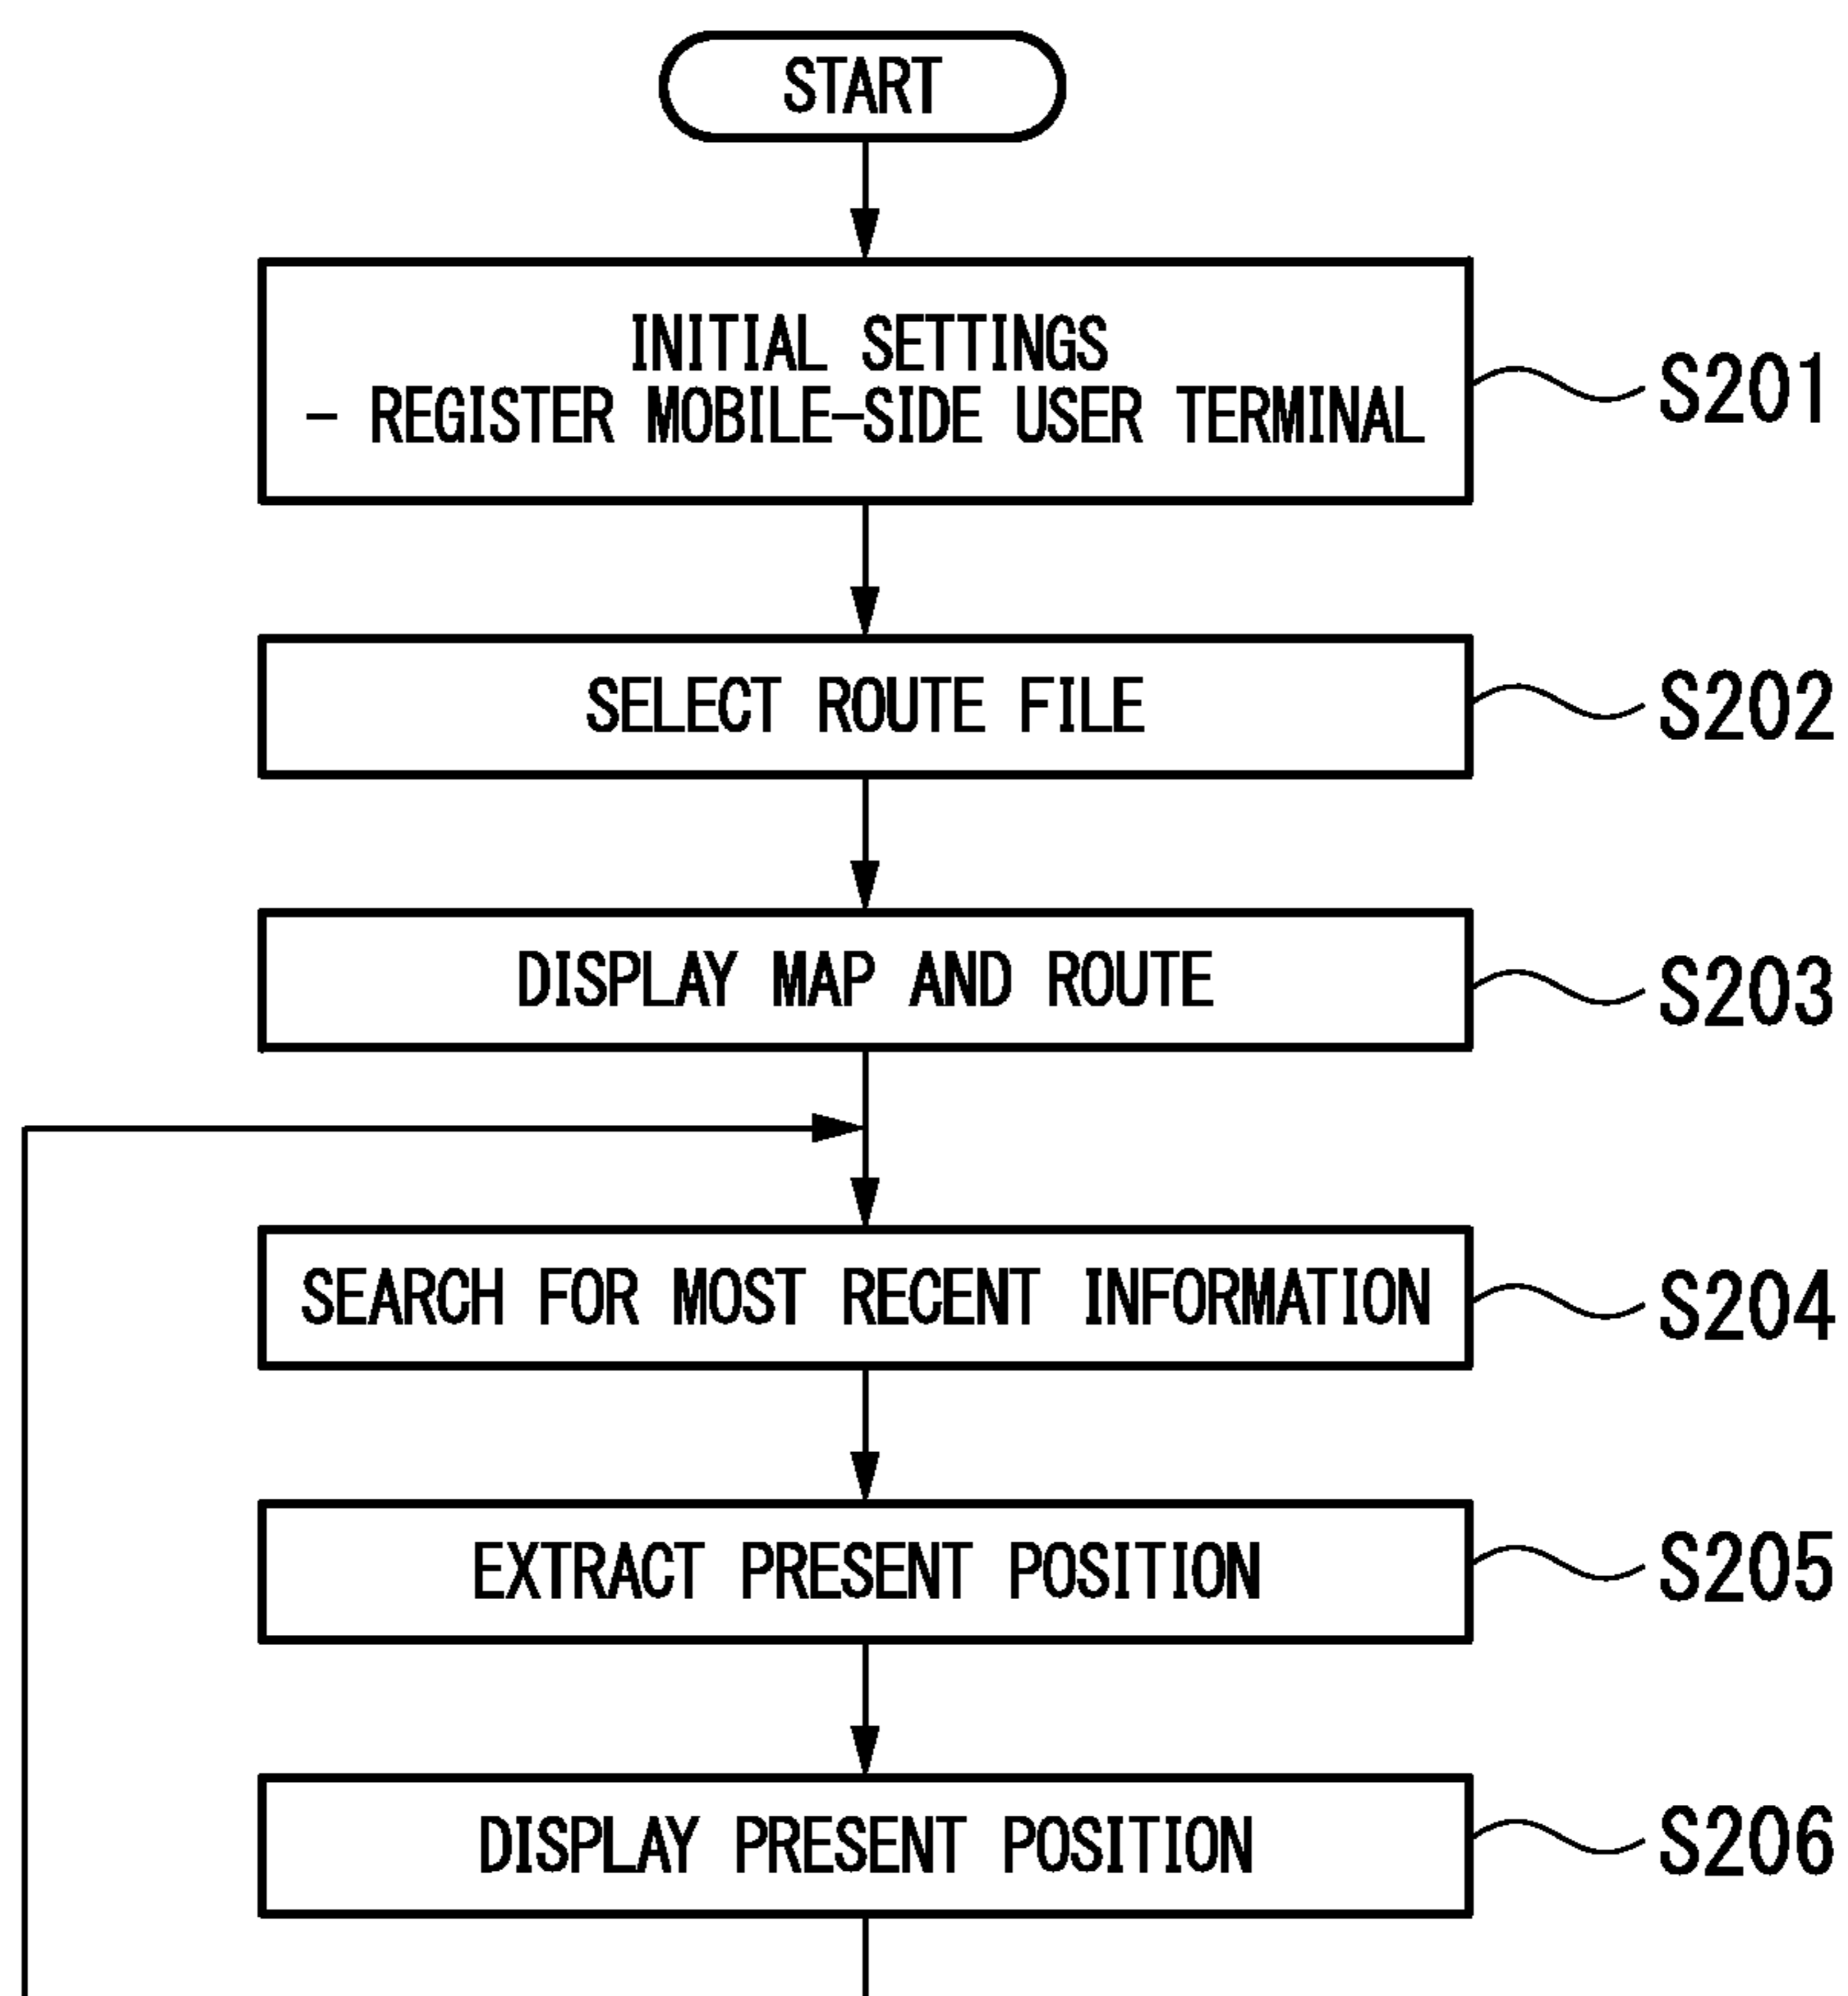 START
INITIAL SETTINGS
- REGISTER MOBILE-SIDE USER TERMINAL
S201
SELECT ROUTE FILE
S202
DISPLAY MAP AND ROUTE
S203
SEARCH FOR MOST RECENT INFORMATION
S204
EXTRACT PRESENT POSITION
S205
DISPLAY PRESENT POSITION
S206